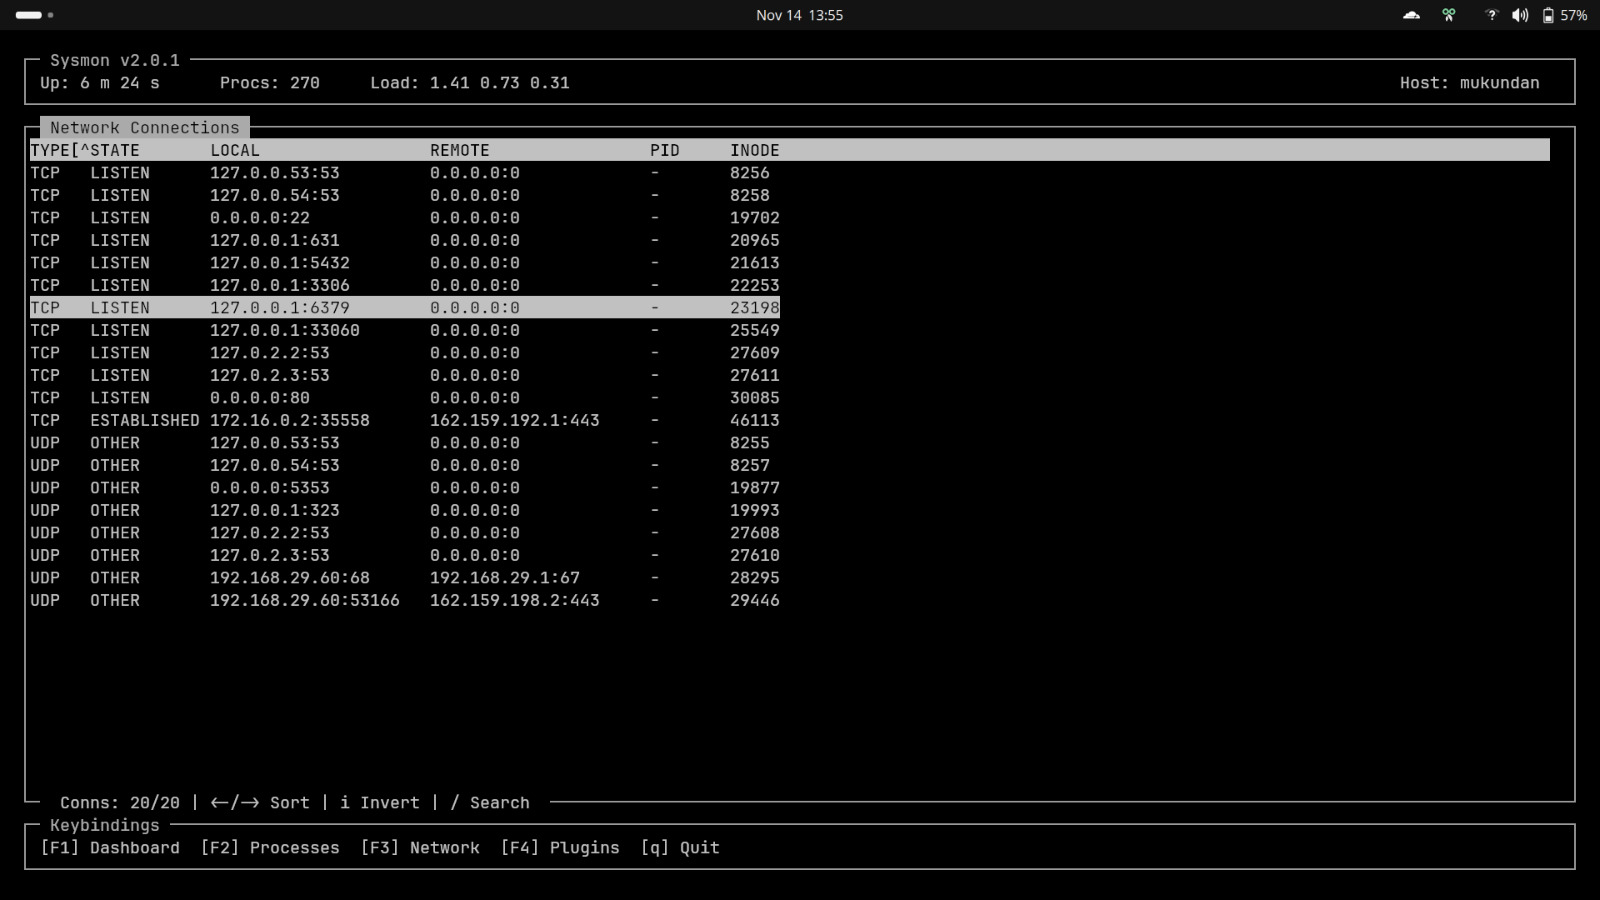 Nov 14 13:55 57%
Sysmon v2.0.1
Up: 6 m 24 s Procs: 270 Load: 1.41 0.73 0.31 Host: mukundan
Network Connections
TYPE[^STATE LOCAL REMOTE PID INODE
TCP LISTEN 127.0.0.53:53 0.0.0.0:0 - 8256
TCP LISTEN 127.0.0.54:53 0.0.0.0:0 - 8258
TCP LISTEN 0.0.0.0:22 0.0.0.0:0 - 19702
TCP LISTEN 127.0.0.1:631 0.0.0.0:0 - 20965
TCP LISTEN 127.0.0.1:5432 0.0.0.0:0 - 21613
TCP LISTEN 127.0.0.1:3306 0.0.0.0:0 - 22253
TCP LISTEN 127.0.0.1:6379 0.0.0.0:0 - 23198
TCP LISTEN 127.0.0.1:33060 0.0.0.0:0 - 25549
TCP LISTEN 127.0.2.2:53 0.0.0.0:0 - 27609
TCP LISTEN 127.0.2.3:53 0.0.0.0:0 - 27611
TCP LISTEN 0.0.0.0:80 0.0.0.0:0 - 30085
TCP ESTABLISHED 172.16.0.2:35558 162.159.192.1:443 - 46113
UDP OTHER 127.0.0.53:53 0.0.0.0:0 - 8255
UDP OTHER 127.0.0.54:53 0.0.0.0:0 - 8257
UDP OTHER 0.0.0.0:5353 0.0.0.0:0 - 19877
UDP OTHER 127.0.0.1:323 0.0.0.0:0 - 19993
UDP OTHER 127.0.2.2:53 0.0.0.0:0 - 27608
UDP OTHER 127.0.2.3:53 0.0.0.0:0 - 27610
UDP OTHER 192.168.29.60:68 192.168.29.1:67 - 28295
UDP OTHER 192.168.29.60:53166 162.159.198.2:443 - 29446
Conns: 20/20 | ←/→ Sort | i Invert | / Search
Keybindings
[F1] Dashboard [F2] Processes [F3] Network [F4] Plugins [q] Quit